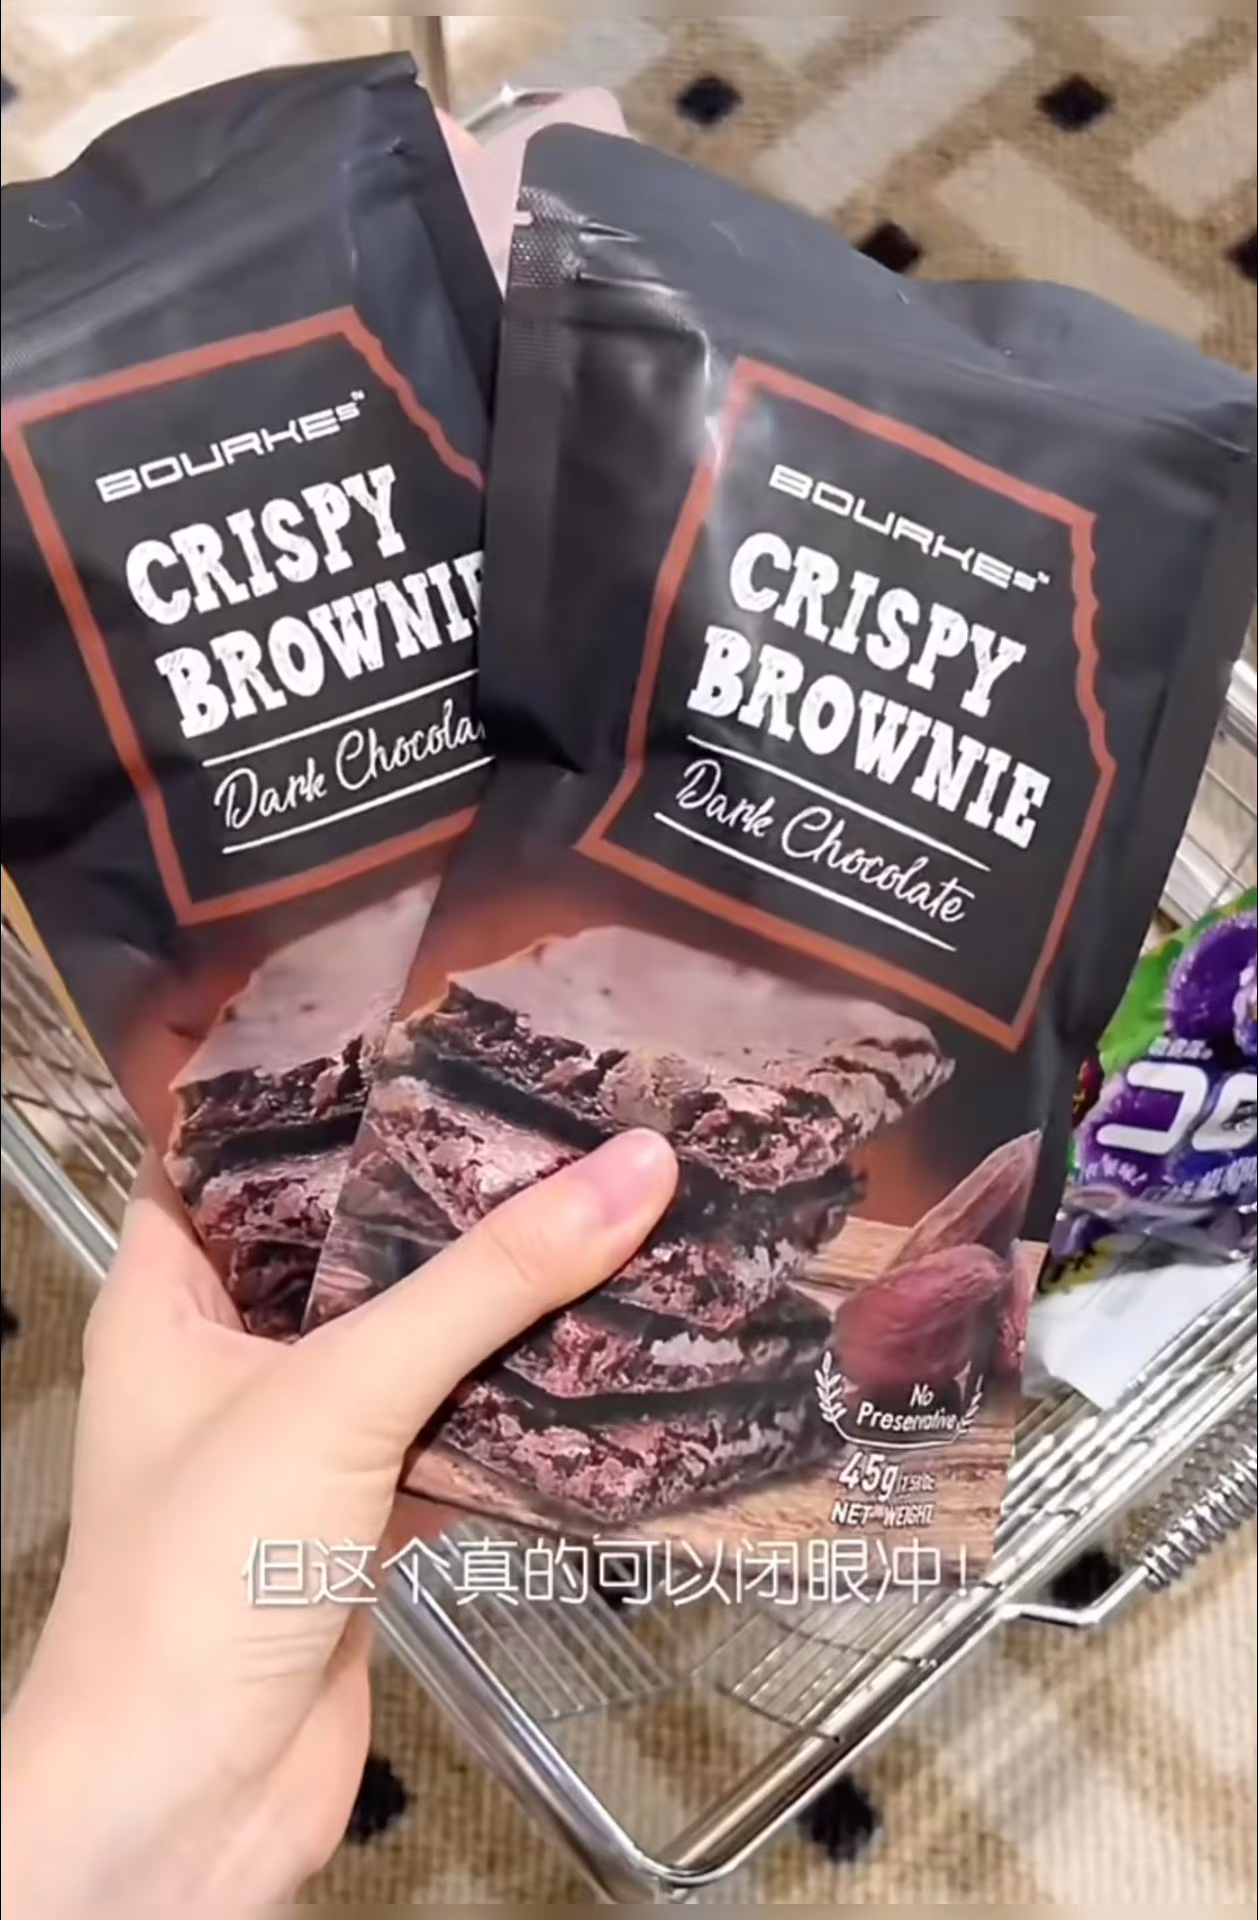 BOURKEs
CRISPY
BROWNIE
Dark Chocolate
BOURKEs
CRISPY
BROWNIE
Dark Chocolate
No
Preservative
45g
NET WEIGHT
但这个真的可以闭眼冲！